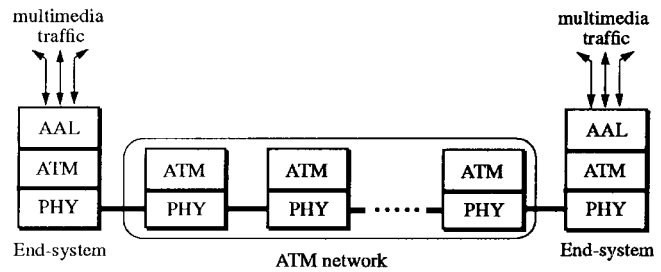 multimedia
traffic
multimedia
traffic
AAL
ATM
PHY
ATM
PHY
ATM
PHY
ATM
PHY
AAL
ATM
PHY
End-system
ATM network
End-system